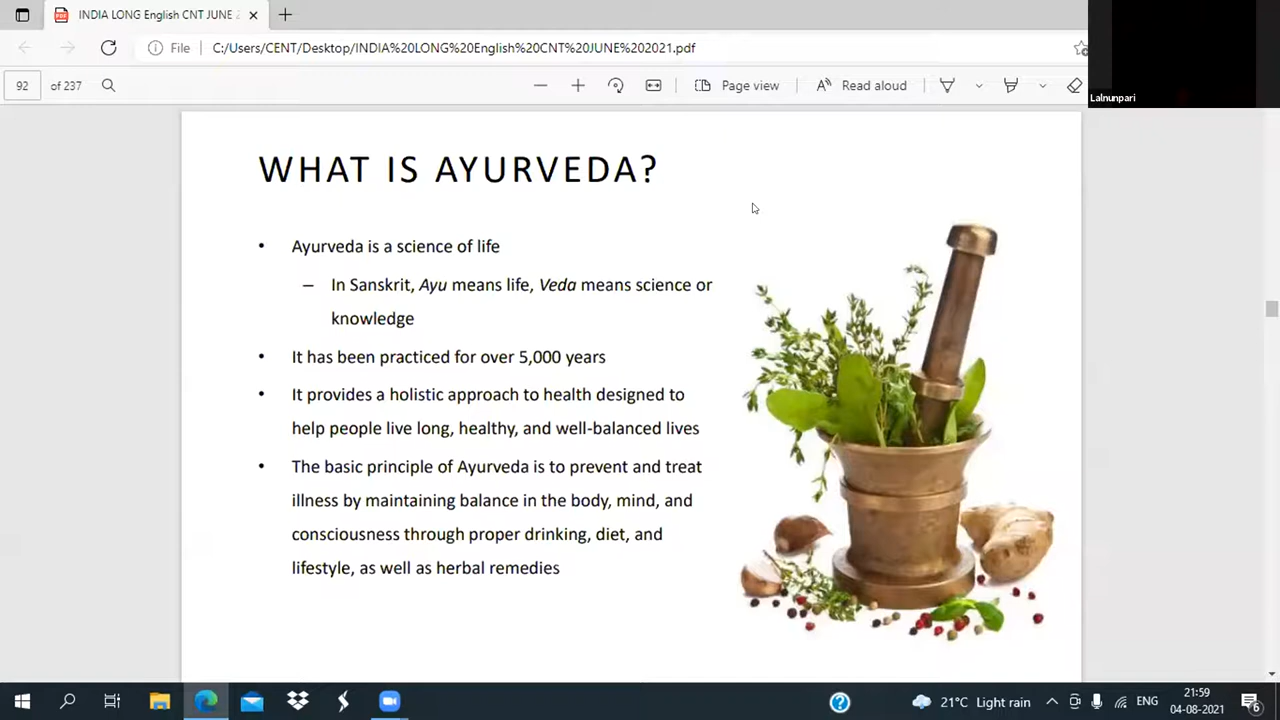 INDIA LONG English CNT JUNE 2
File C:/Users/CENT/Desktop/INDIA%20LONG%20English%20CNT%20JUNE%202021.pdf
92 of 237 Page view Read aloud
Lalnunpari
WHAT IS AYURVEDA?
• Ayurveda is a science of life
– In Sanskrit, Ayu means life, Veda means science or
knowledge
• It has been practiced for over 5,000 years
• It provides a holistic approach to health designed to
help people live long, healthy, and well-balanced lives
• The basic principle of Ayurveda is to prevent and treat
illness by maintaining balance in the body, mind, and
consciousness through proper drinking, diet, and
lifestyle, as well as herbal remedies
21°C Light rain ENG 21:59
04-08-2021 6